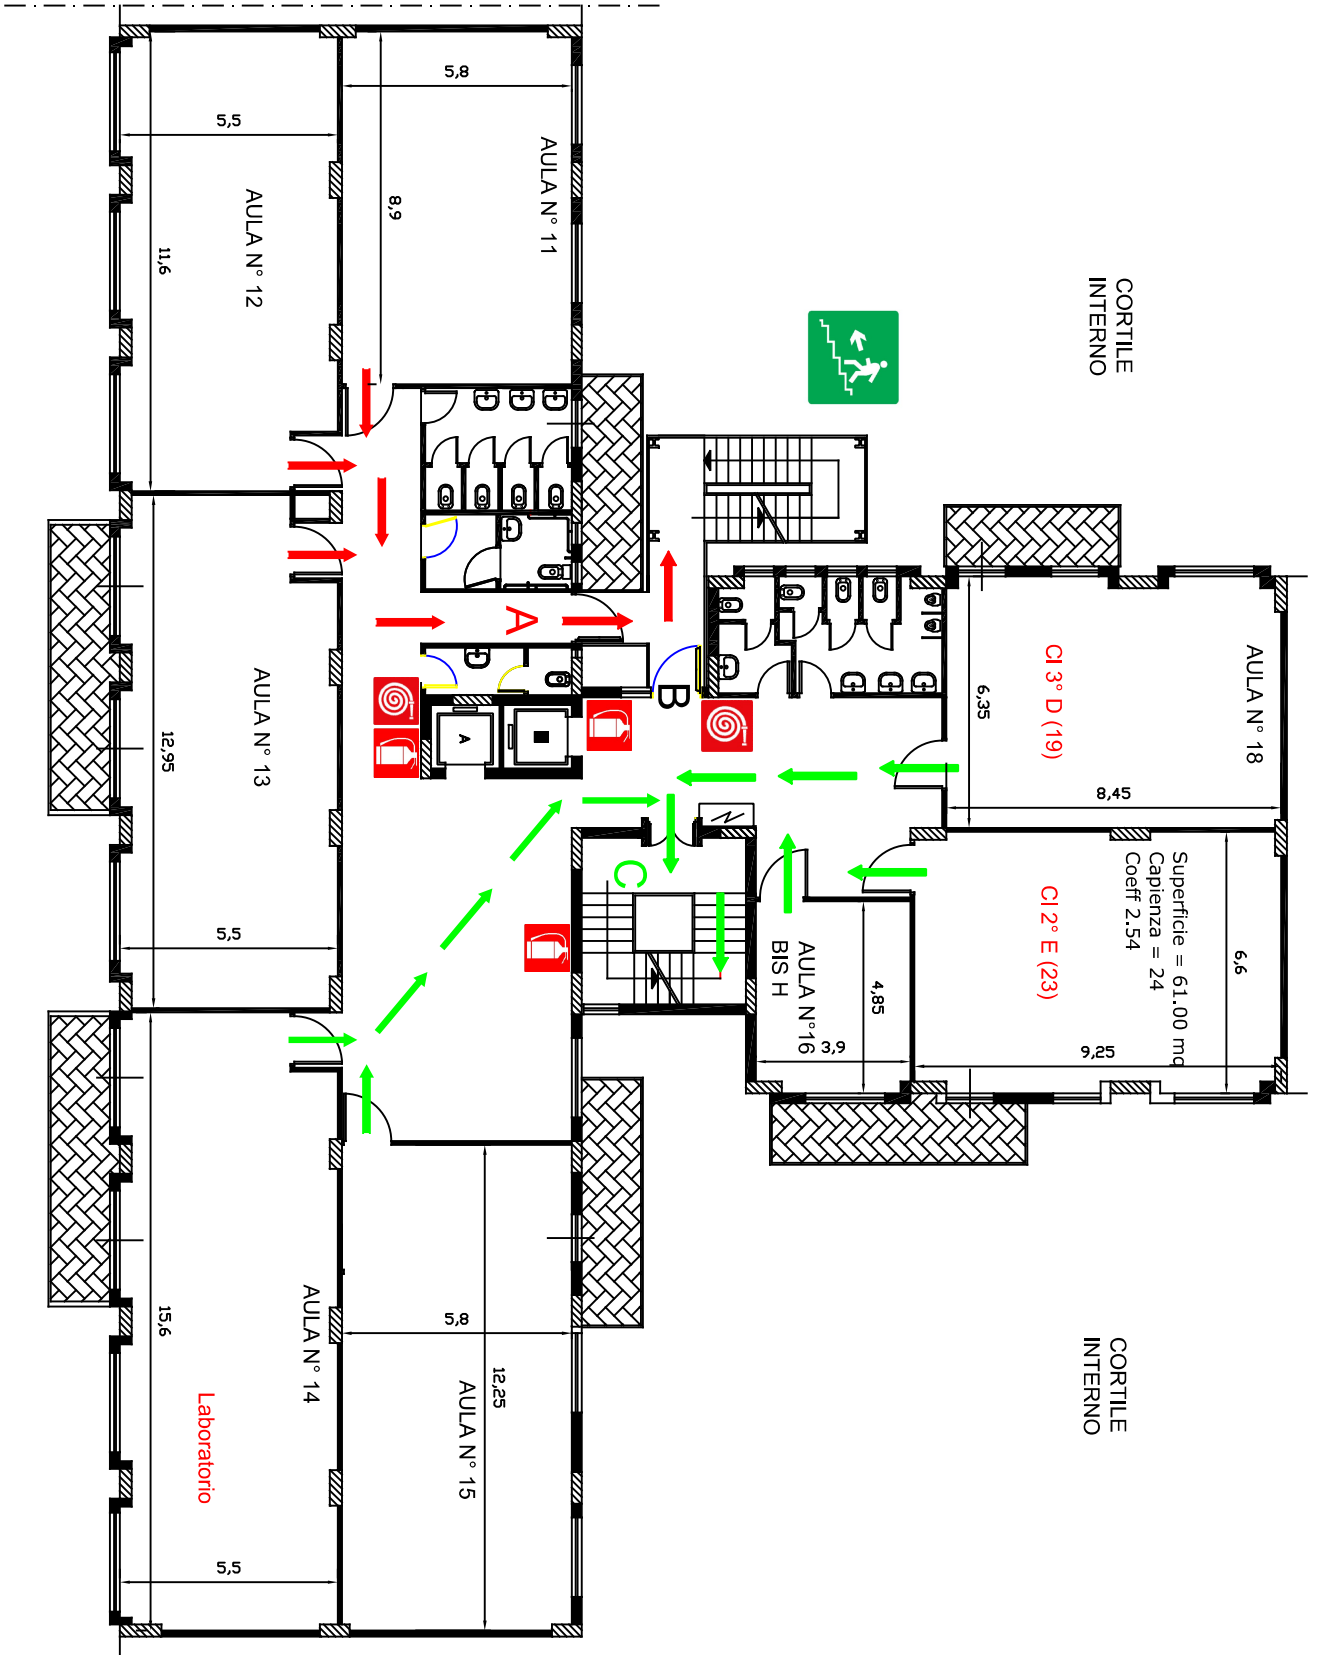 CORTILE
INTERNO
5,8
AULA N° 11
8,9
5,5
AULA N° 12
11,6
A
B
A
AULA N° 18
Cl 3° D (19)
6,35
8,45
Superficie = 61.00 mq
Capienza = 24
Coeff 2.54
Cl 2° E (23)
6,6
9,25
AULA N°16
BIS H
4,85
3,9
C
N
AULA N° 13
12,95
5,5
AULA N° 14
15,6
Laboratorio
5,5
5,8
12,25
AULA N° 15
CORTILE
INTERNO